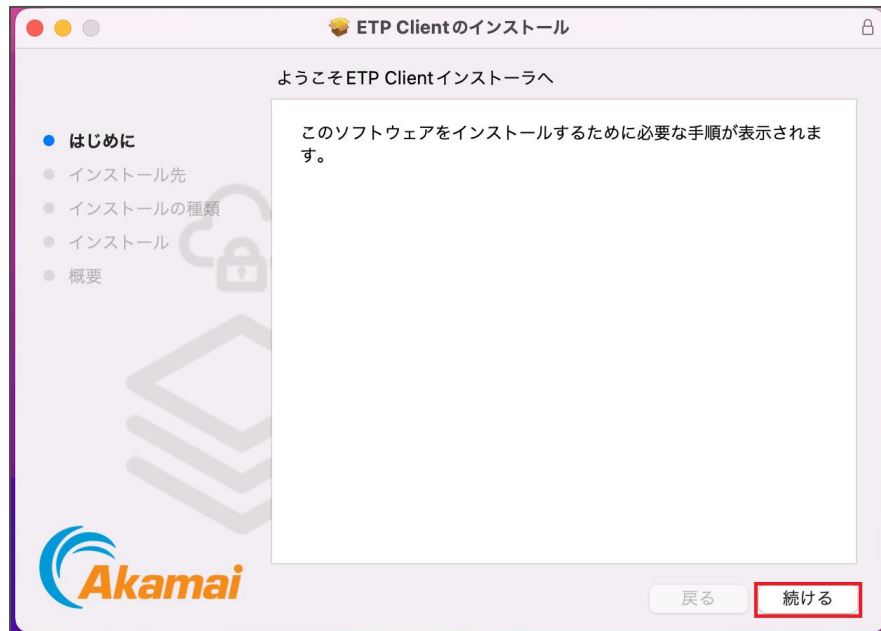 ETP Clientのインストール
ようこそETP Clientインストーラへ
はじめに
インストール先
インストールの種類
インストール
概要
このソフトウェアをインストールするために必要な手順が表示されま
す。
Akamai
戻る
続ける